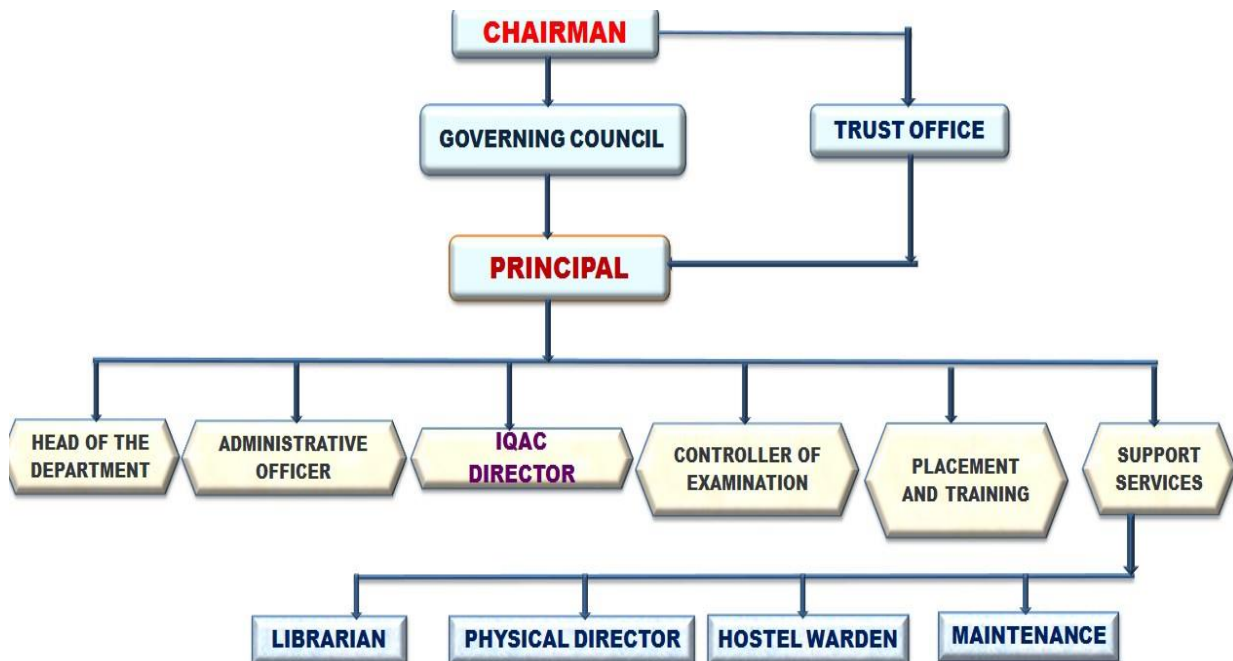 CHAIRMAN
GOVERNING COUNCIL
TRUST OFFICE
PRINCIPAL
HEAD OF THE
DEPARTMENT
ADMINISTRATIVE
OFFICER
IQAC
DIRECTOR
CONTROLLER OF
EXAMINATION
PLACEMENT
AND TRAINING
SUPPORT
SERVICES
LIBRARIAN
PHYSICAL DIRECTOR
HOSTEL WARDEN
MAINTENANCE